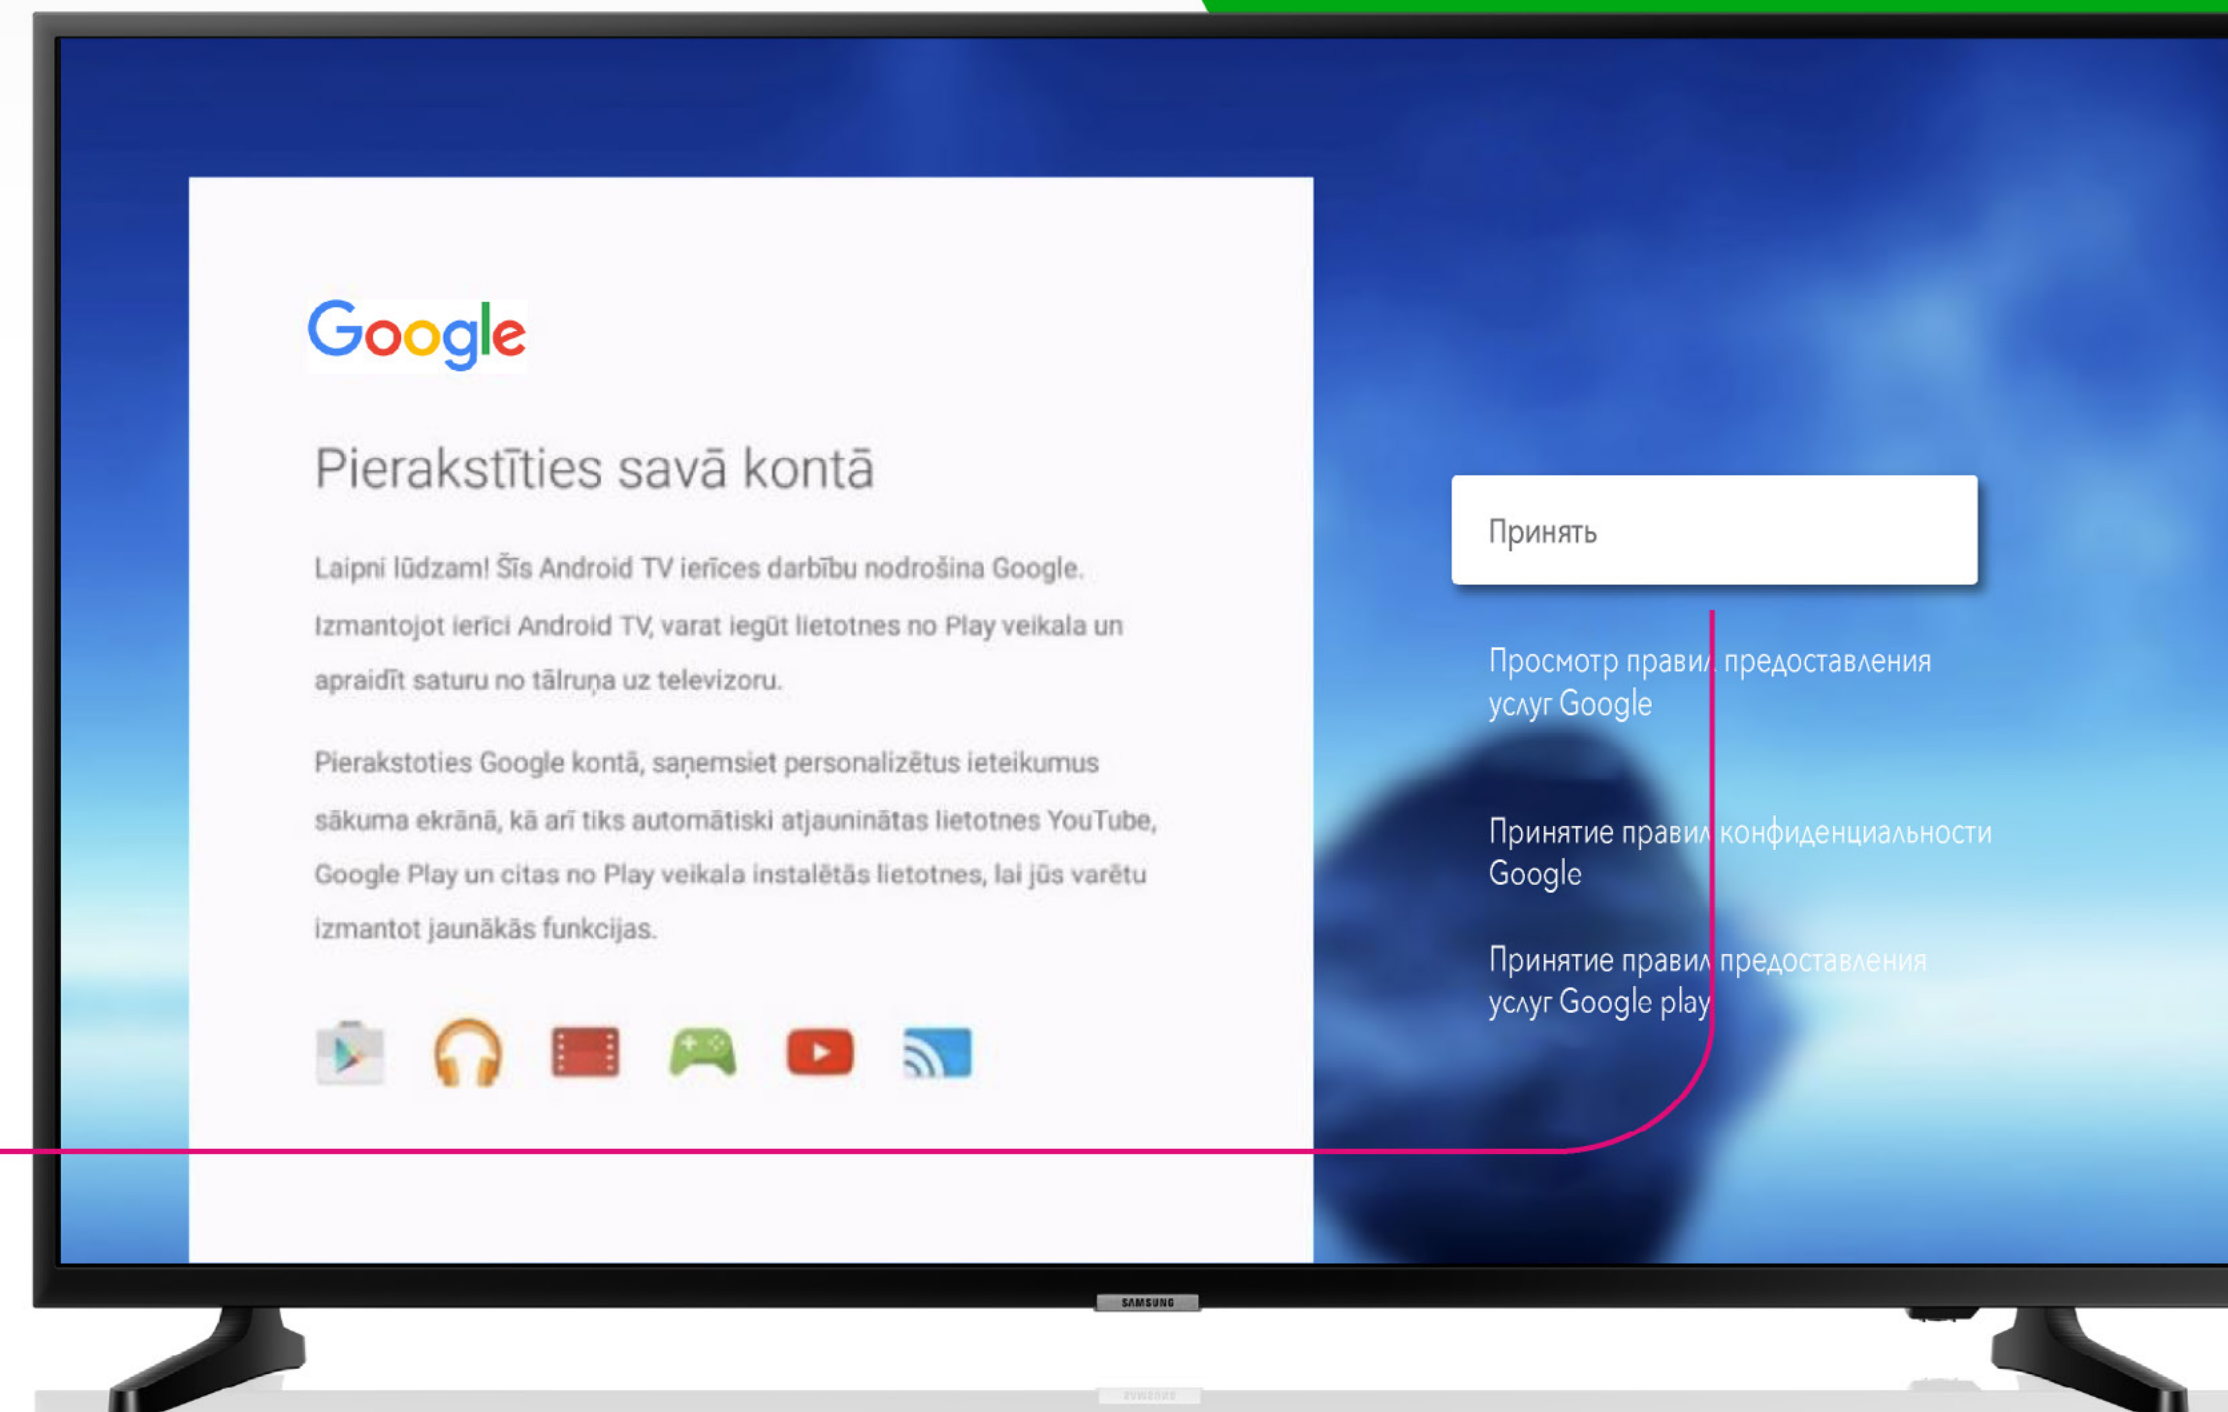 Google
Pierakstīties savā kontā
Laipni lūdzam! Šīs Android TV ierīces darbību nodrošina Google.
Izmantojot ierīci Android TV, varat iegūt lietotnes no Play veikala un
apraidīt saturu no tālruņa uz televizoru.
Pierakstoties Google kontā, saņemsiet personalizētus ieteikumus
sākuma ekrānā, kā arī tiks automātiski atjauninātas lietotnes YouTube,
Google Play un citas no Play veikala instalētās lietotnes, lai jūs varētu
izmantot jaunākās funkcijas.
Принять
Просмотр правил предоставления
услуг Google
Принятие правил конфиденциальности
Google
Принятие правил предоставления
услуг Google play
SAMSUNG